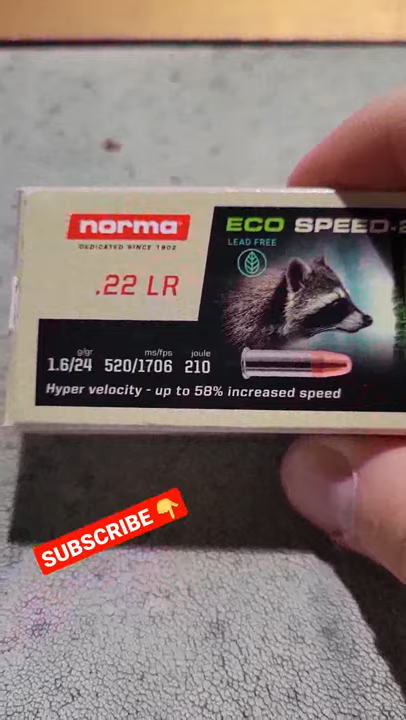 norma
DEDICATED SINCE 1902
.22 LR
ECO SPEED-2
LEAD FREE
g/gr ms/fps joule
1.6/24 520/1706 210
Hyper velocity - up to 58% increased speed
SUBSCRIBE 👇